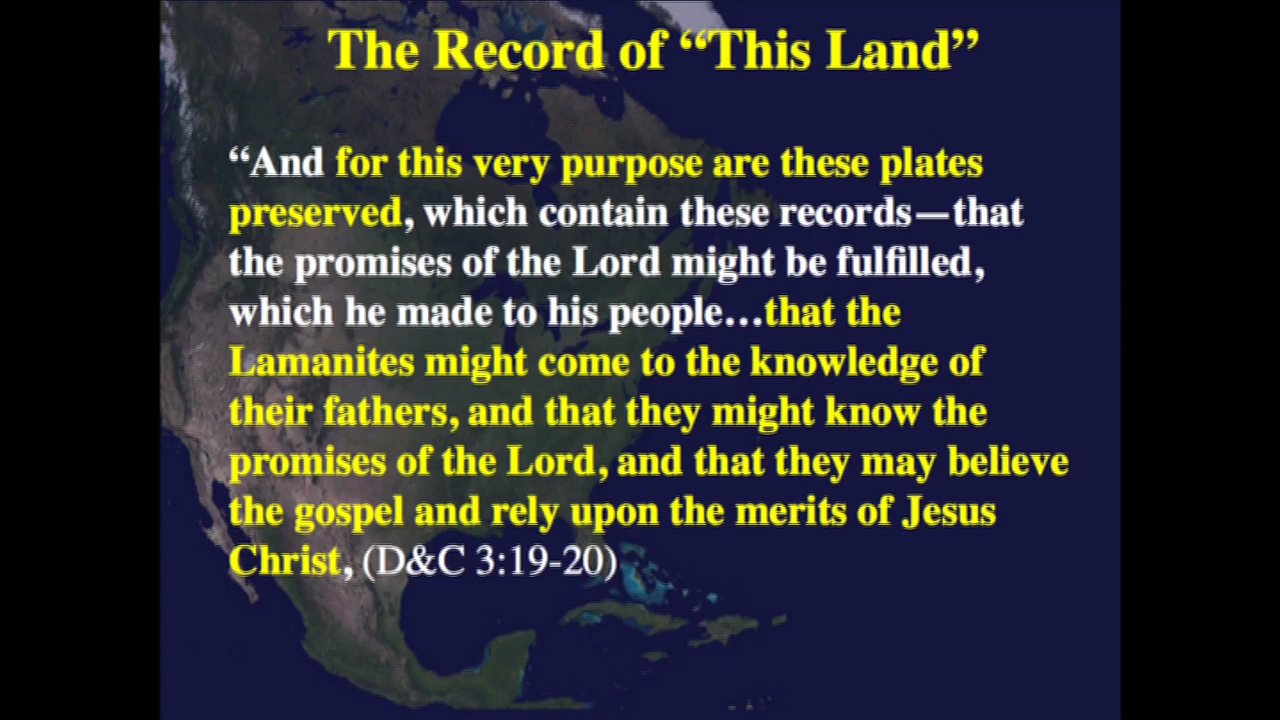 The Record of “This Land”
“And for this very purpose are these plates
preserved, which contain these records—that
the promises of the Lord might be fulfilled,
which he made to his people…that the
Lamanites might come to the knowledge of
their fathers, and that they might know the
promises of the Lord, and that they may believe
the gospel and rely upon the merits of Jesus
Christ, (D&C 3:19-20)